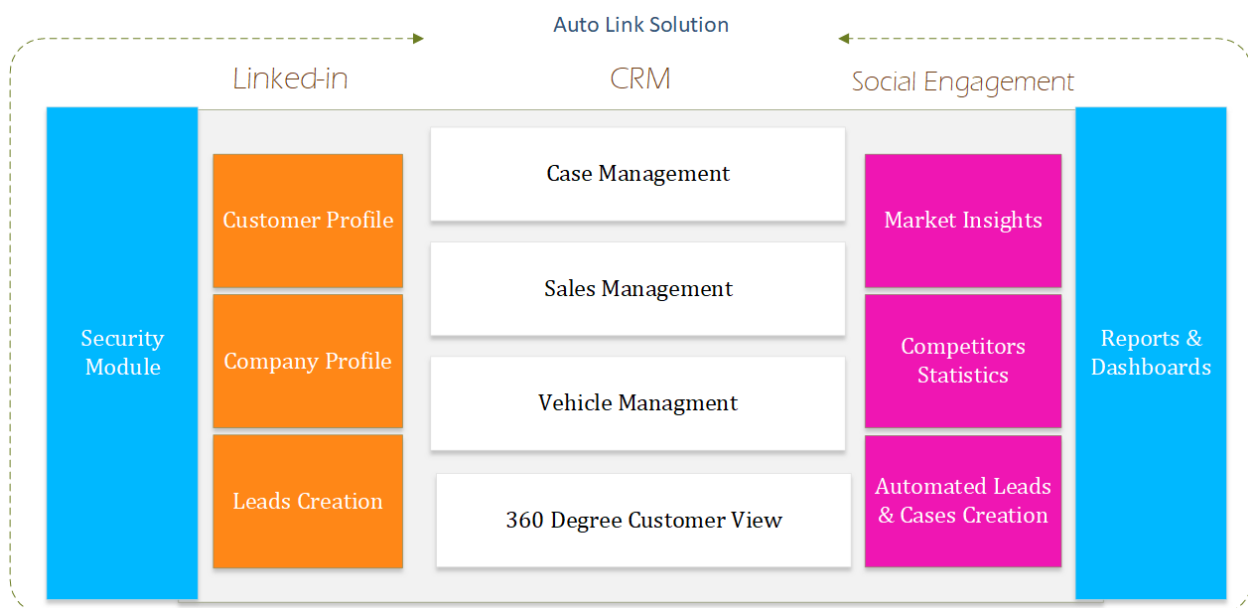 Auto Link Solution
Linked-in
CRM
Social Engagement
Security
Module
Customer Profile
Company Profile
Leads Creation
Case Management
Sales Management
Vehicle Managment
360 Degree Customer View
Market Insights
Competitors
Statistics
Automated Leads
& Cases Creation
Reports &
Dashboards